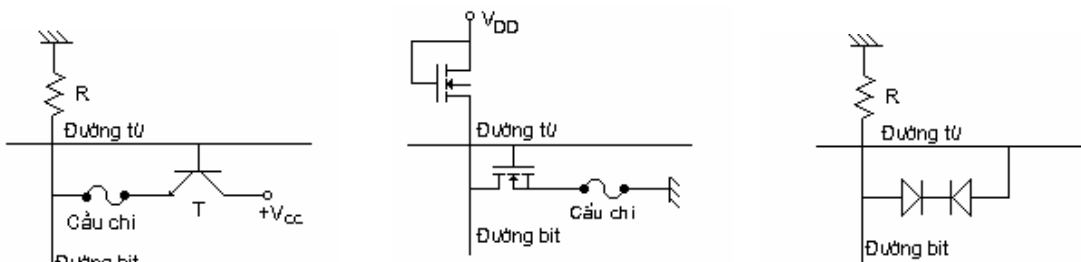 R
Đường từ
Cầu chì
T
+Vcc
Đường bit
VDD
Đường từ
Cầu chì
Đường bit
R
Đường từ
Đường bit